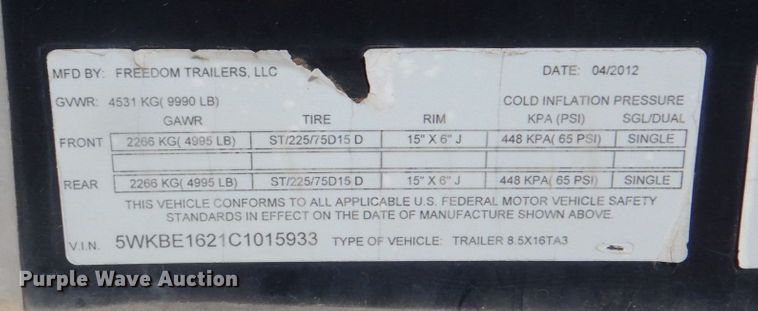 MFD BY: FREEDOM TRAILERS, LLC DATE: 04/2012
GVWR: 4531 KG( 9990 LB) COLD INFLATION PRESSURE
GAWR TIRE RIM KPA (PSI) SGL/DUAL
FRONT 2266 KG( 4995 LB) ST/225/75D15 D 15" X 6" J 448 KPA( 65 PSI) SINGLE
REAR 2266 KG( 4995 LB) ST/225/75D15 D 15" X 6" J 448 KPA( 65 PSI) SINGLE
THIS VEHICLE CONFORMS TO ALL APPLICABLE U.S. FEDERAL MOTOR VEHICLE SAFETY
STANDARDS IN EFFECT ON THE DATE OF MANUFACTURE SHOWN ABOVE.
V.I.N. 5WKBE1621C1015933 TYPE OF VEHICLE: TRAILER 8.5X16TA3
Purple Wave Auction